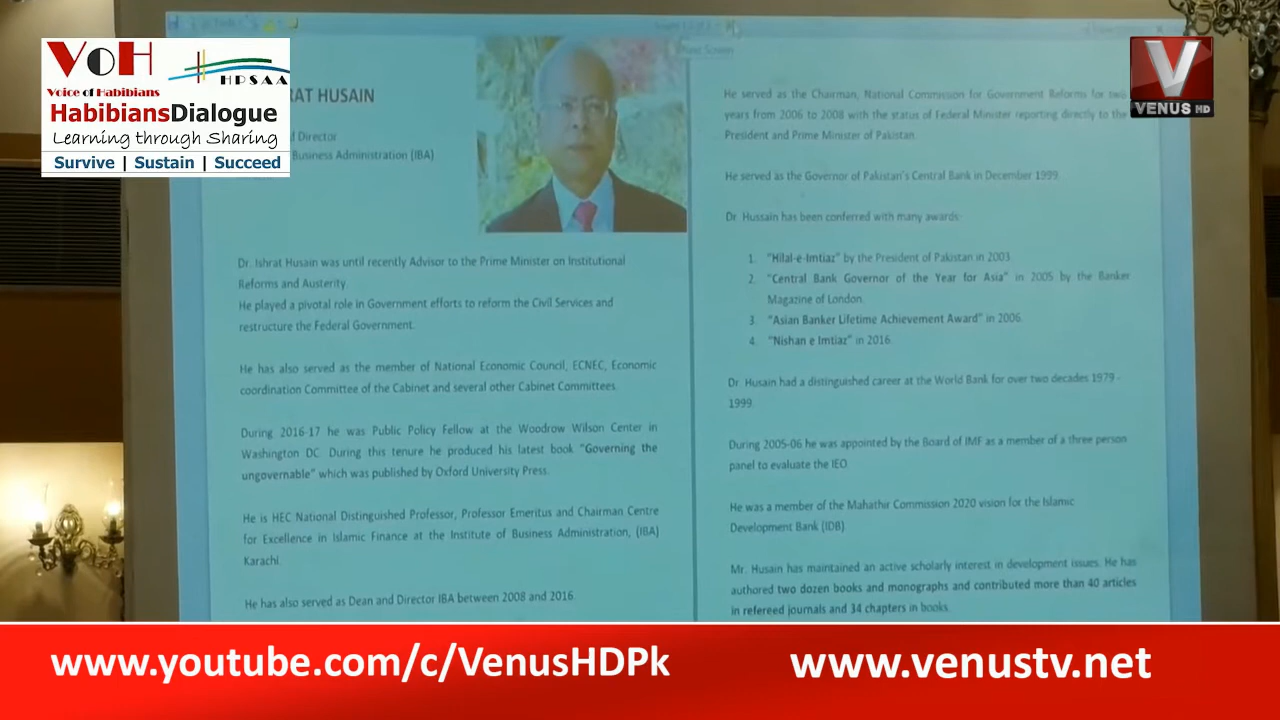 VoH
Voice of Habibians
HPSAA
HabibiansDialogue
Learning through Sharing
Survive | Sustain | Succeed
VENUS HD
RAT HUSAIN
d Director
Business Administration (IBA)
Dr. Ishrat Husain was until recently Advisor to the Prime Minister on Institutional
Reforms and Austerity.
He played a pivotal role in Government efforts to reform the Civil Services and
restructure the Federal Government.
He has also served as the member of National Economic Council, ECNEC, Economic
coordination Committee of the Cabinet and several other Cabinet Committees.
During 2016-17 he was Public Policy Fellow at the Woodrow Wilson Center in
Washington DC. During this tenure he produced his latest book "Governing the
ungovernable" which was published by Oxford University Press.
He is HEC National Distinguished Professor, Professor Emeritus and Chairman Centre
for Excellence in Islamic Finance at the Institute of Business Administration, (IBA)
Karachi.
He has also served as Dean and Director IBA between 2008 and 2016.
He served as the Chairman, National Commission for Government Reforms for two
years from 2006 to 2008 with the status of Federal Minister reporting directly to the
President and Prime Minister of Pakistan.
He served as the Governor of Pakistan's Central Bank in December 1999.
Dr. Hussain has been conferred with many awards-
1. "Hilal-e-Imtiaz" by the President of Pakistan in 2003.
2. "Central Bank Governor of the Year for Asia" in 2005 by the Banker
Magazine of London.
3. "Asian Banker Lifetime Achievement Award" in 2006.
4. "Nishan e Imtiaz" in 2016.
Dr. Husain had a distinguished career at the World Bank for over two decades 1979 -
1999.
During 2005-06 he was appointed by the Board of IMF as a member of a three person
panel to evaluate the IEO.
He was a member of the Mahathir Commission 2020 vision for the Islamic
Development Bank (IDB).
Mr. Husain has maintained an active scholarly interest in development issues. He has
authored two dozen books and monographs and contributed more than 40 articles
in refereed journals and 34 chapters in books.
www.youtube.com/c/VenusHDPk
www.venustv.net